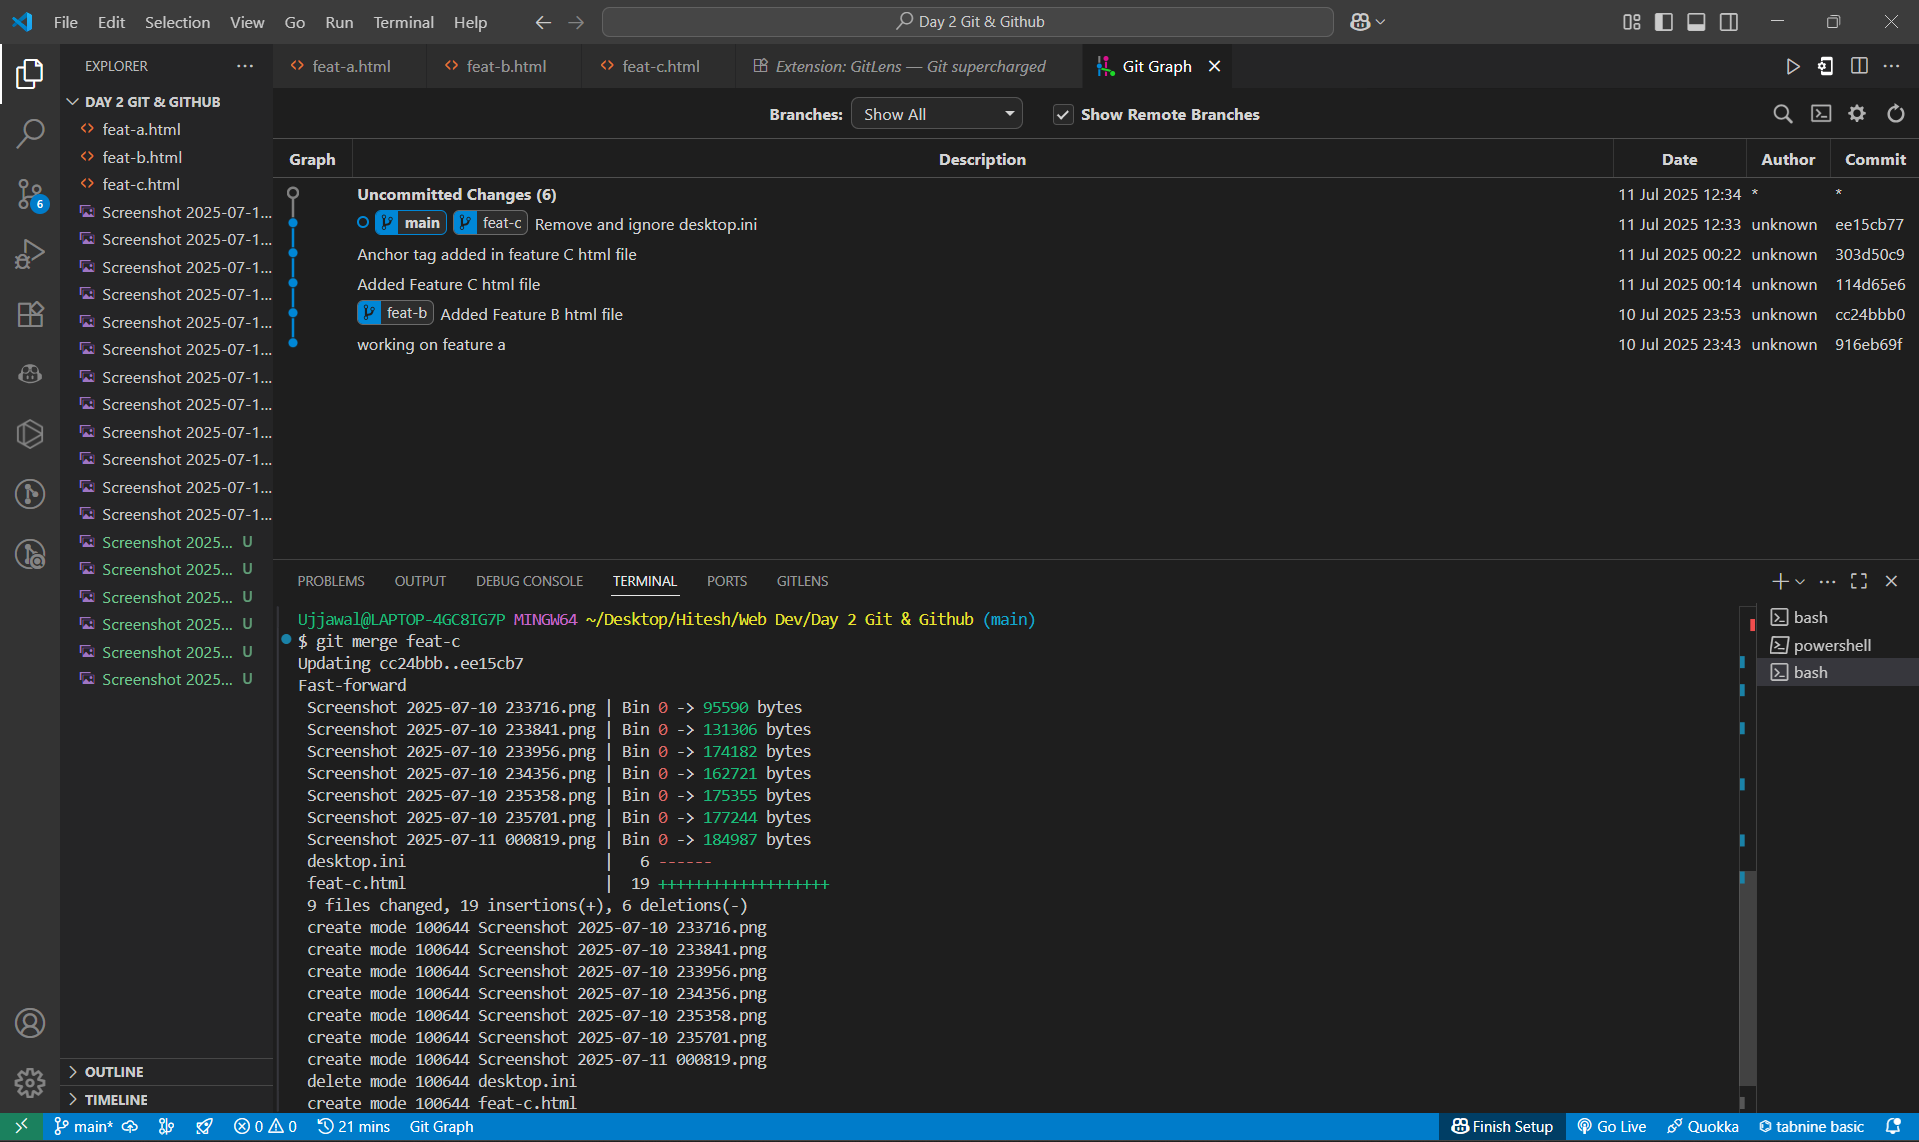 File Edit Selection View Go Run Terminal Help
Day 2 Git & Github
EXPLORER
feat-a.html
feat-b.html
feat-c.html
Extension: GitLens — Git supercharged
Git Graph
DAY 2 GIT & GITHUB
feat-a.html
feat-b.html
feat-c.html
Screenshot 2025-07-1...
Screenshot 2025-07-1...
Screenshot 2025-07-1...
Screenshot 2025-07-1...
Screenshot 2025-07-1...
Screenshot 2025-07-1...
Screenshot 2025-07-1...
Screenshot 2025-07-1...
Screenshot 2025-07-1...
Screenshot 2025-07-1...
Screenshot 2025-07-1...
Screenshot 2025-07-1...
Screenshot 2025... U
Screenshot 2025... U
Screenshot 2025... U
Screenshot 2025... U
Screenshot 2025... U
Screenshot 2025... U
OUTLINE
TIMELINE
6
Branches: Show All Show Remote Branches
Graph Description Date Author Commit
Uncommitted Changes (6) 11 Jul 2025 12:34 * *
main feat-c Remove and ignore desktop.ini 11 Jul 2025 12:33 unknown ee15cb77
Anchor tag added in feature C html file 11 Jul 2025 00:22 unknown 303d50c9
Added Feature C html file 11 Jul 2025 00:14 unknown 114d65e6
feat-b Added Feature B html file 10 Jul 2025 23:53 unknown cc24bbb0
working on feature a 10 Jul 2025 23:43 unknown 916eb69f
PROBLEMS OUTPUT DEBUG CONSOLE TERMINAL PORTS GITLENS
Ujjawal@LAPTOP-4GC8IG7P MINGW64 ~/Desktop/Hitesh/Web Dev/Day 2 Git & Github (main)
$ git merge feat-c
Updating cc24bbb..ee15cb7
Fast-forward
Screenshot 2025-07-10 233716.png | Bin 0 -> 95590 bytes
Screenshot 2025-07-10 233841.png | Bin 0 -> 131306 bytes
Screenshot 2025-07-10 233956.png | Bin 0 -> 174182 bytes
Screenshot 2025-07-10 234356.png | Bin 0 -> 162721 bytes
Screenshot 2025-07-10 235358.png | Bin 0 -> 175355 bytes
Screenshot 2025-07-10 235701.png | Bin 0 -> 177244 bytes
Screenshot 2025-07-11 000819.png | Bin 0 -> 184987 bytes
desktop.ini | 6 ------
feat-c.html | 19 +++++++++++++++++++
9 files changed, 19 insertions(+), 6 deletions(-)
create mode 100644 Screenshot 2025-07-10 233716.png
create mode 100644 Screenshot 2025-07-10 233841.png
create mode 100644 Screenshot 2025-07-10 233956.png
create mode 100644 Screenshot 2025-07-10 234356.png
create mode 100644 Screenshot 2025-07-10 235358.png
create mode 100644 Screenshot 2025-07-10 235701.png
create mode 100644 Screenshot 2025-07-11 000819.png
delete mode 100644 desktop.ini
create mode 100644 feat-c.html
bash
powershell
bash
main* 0 0 21 mins Git Graph Finish Setup Go Live Quokka tabnine basic